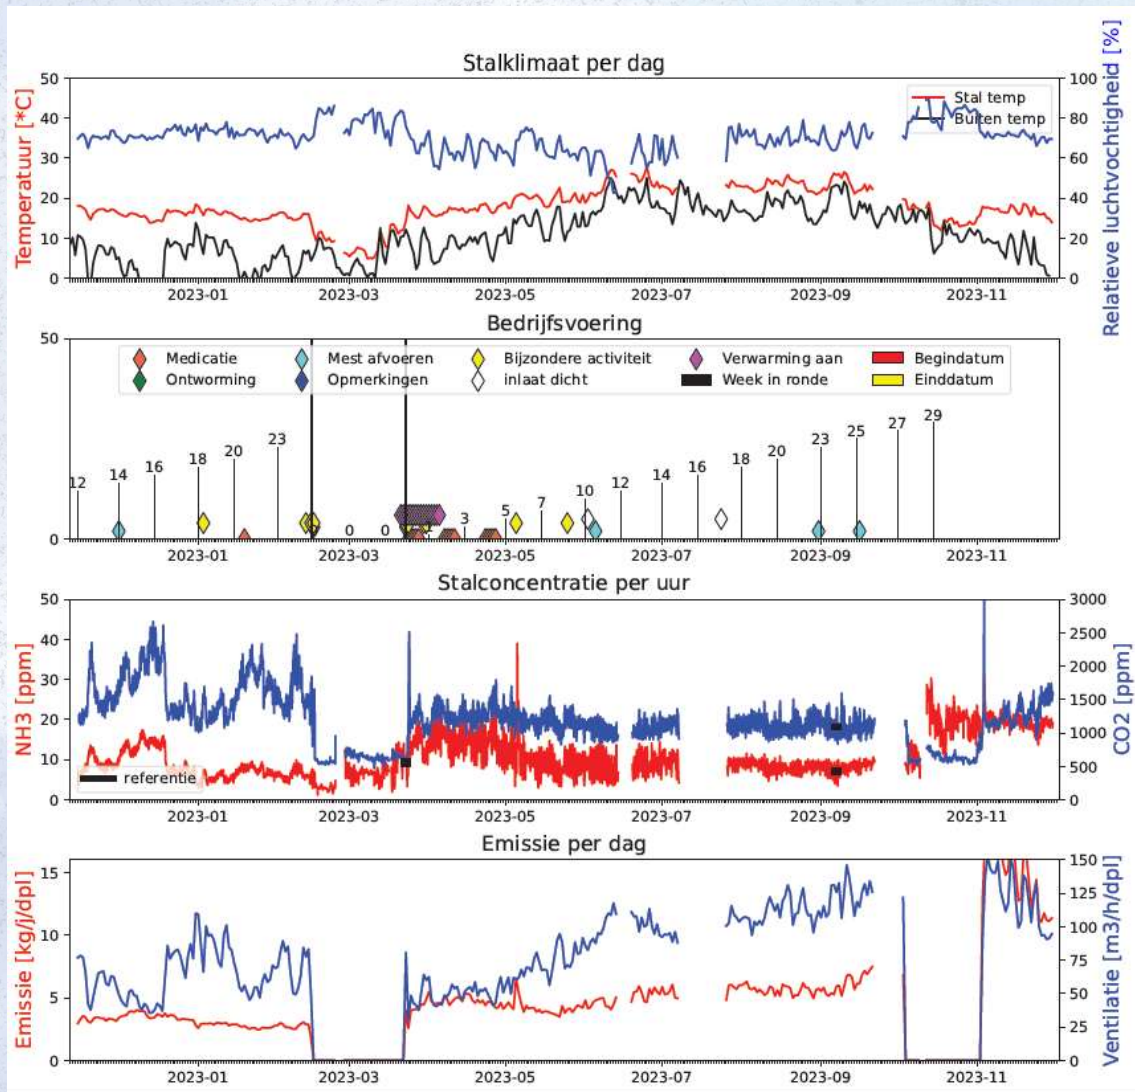 Stalklimaat per dag
Temperatuur [*C]
50
40
30
20
10
0
Stal temp
Buiten temp
100
80
60
40
20
0
Relatieve luchtvochtigheid [%]
2023-01 2023-03 2023-05 2023-07 2023-09 2023-11
Bedrijfsvoering
50
0
Medicatie Mest afvoeren Bijzondere activiteit Verwarming aan Begindatum
Ontworming Opmerkingen inlaat dicht Week in ronde Einddatum
12 14 16 18 20 23 0 0 1 3 5 7 10 12 14 16 18 20 23 25 27 29
2023-01 2023-03 2023-05 2023-07 2023-09 2023-11
Stalconcentratie per uur
NH3 [ppm]
50
40
30
20
10
0
referentie
3000
2500
2000
1500
1000
500
0
CO2 [ppm]
2023-01 2023-03 2023-05 2023-07 2023-09 2023-11
Emissie per dag
Emissie [kg/j/dpl]
15
10
5
0
150
125
100
75
50
25
0
Ventilatie [m3/h/dpl]
2023-01 2023-03 2023-05 2023-07 2023-09 2023-11